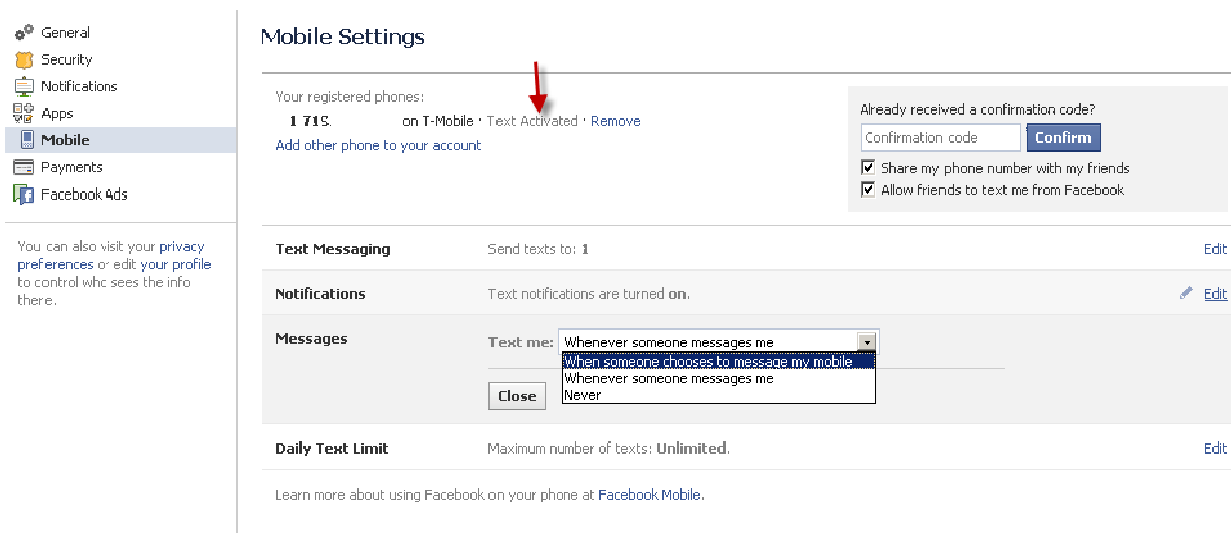 General
Security
Notifications
Apps
Mobile
Payments
Facebook Ads
You can also visit your privacy
preferences or edit your profile
to control who sees the info
there.
Mobile Settings
Your registered phones:
1 715. on T-Mobile · Text Activated · Remove
Add other phone to your account
Already received a confirmation code?
Confirmation code Confirm
Share my phone number with my friends
Allow friends to text me from Facebook
Text Messaging Send texts to: 1 Edit
Notifications Text notifications are turned on. Edit
Messages Text me: Whenever someone messages me
When someone chooses to message my mobile
Whenever someone messages me
Never
Close
Daily Text Limit Maximum number of texts: Unlimited. Edit
Learn more about using Facebook on your phone at Facebook Mobile.